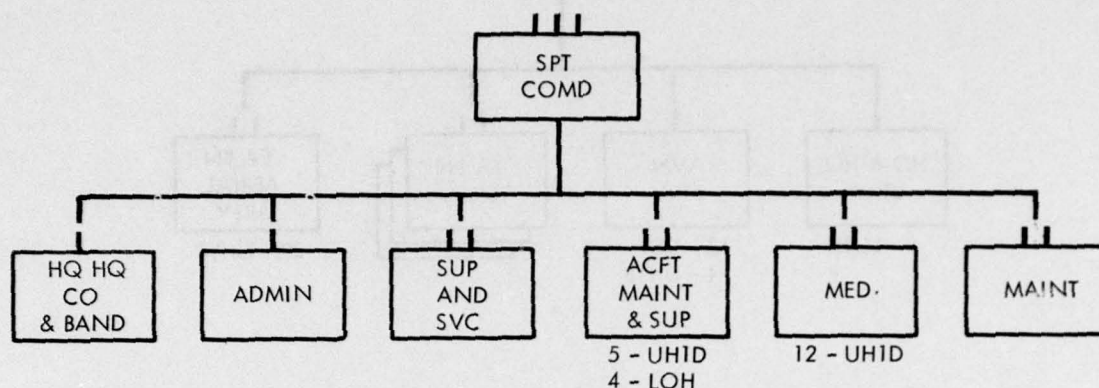 SPT
COMD
HQ HQ
CO
& BAND
ADMIN
SUP
AND
SVC
ACFT
MAINT
& SUP
5 - UH1D
4 - LOH
MED.
12 - UH1D
MAINT